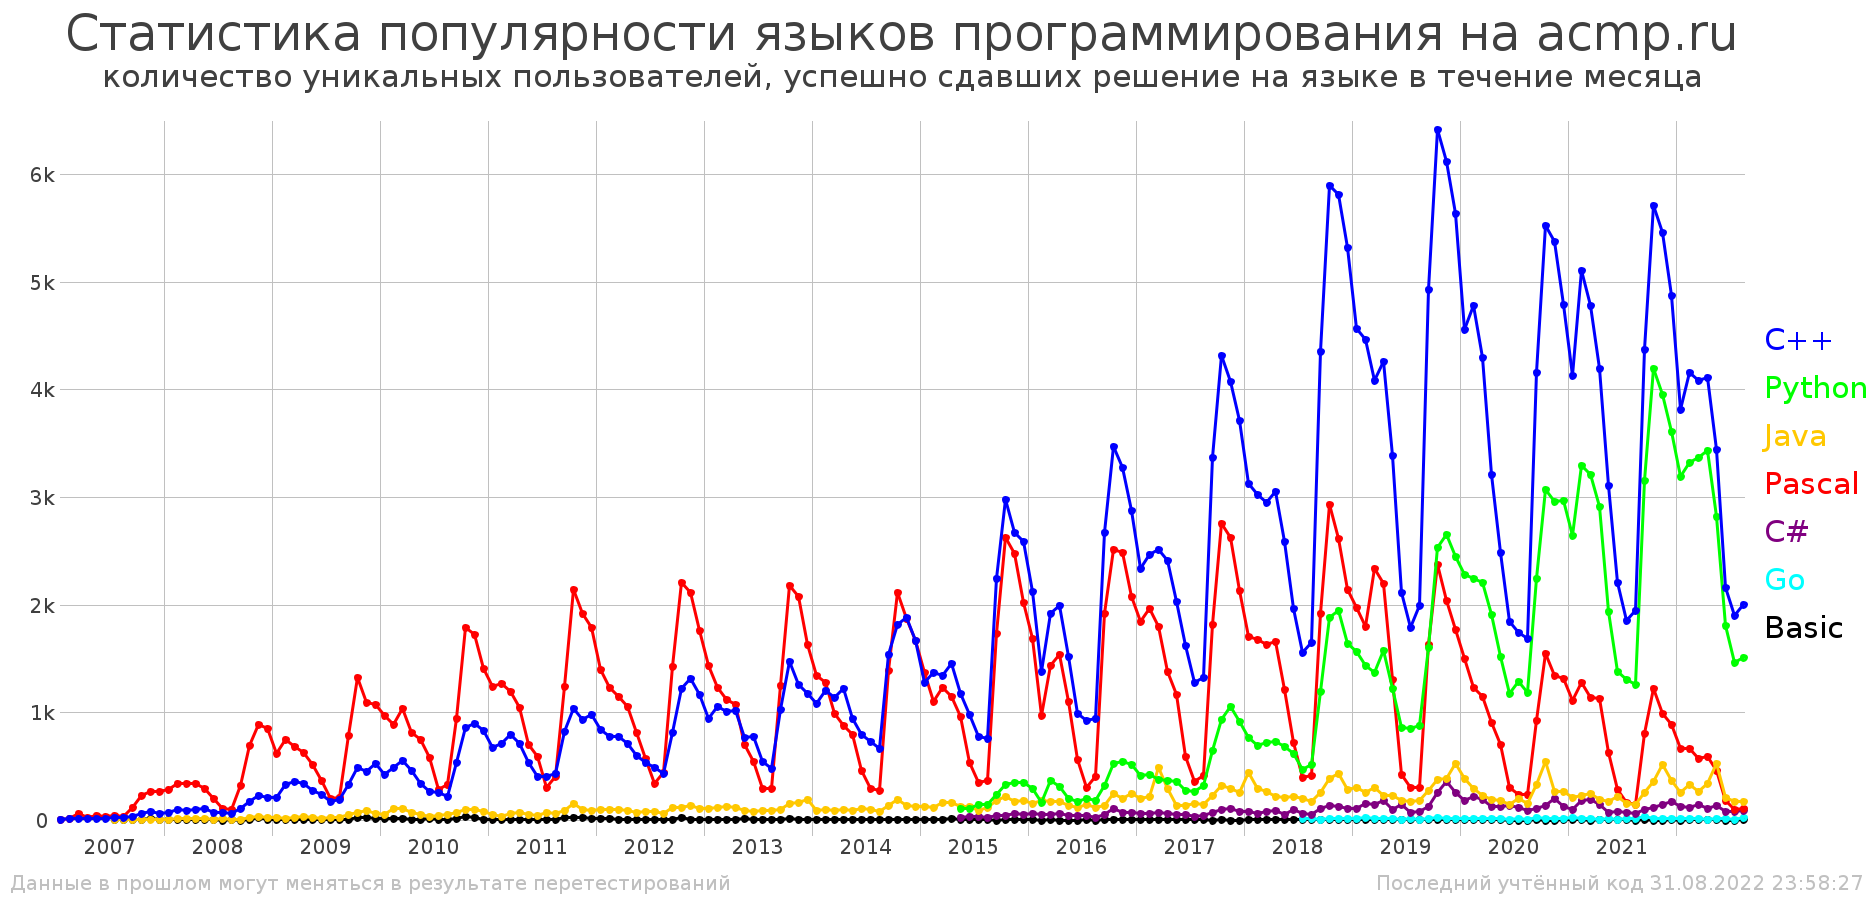 Статистика популярности языков программирования на acmp.ru
количество уникальных пользователей, успешно сдавших решение на языке в течение месяца
6k
5k
4k
3k
2k
1k
0
2007 2008 2009 2010 2011 2012 2013 2014 2015 2016 2017 2018 2019 2020 2021
C++
Python
Java
Pascal
C#
Go
Basic
Данные в прошлом могут меняться в результате перетестирований
Последний учтённый код 31.08.2022 23:58:27